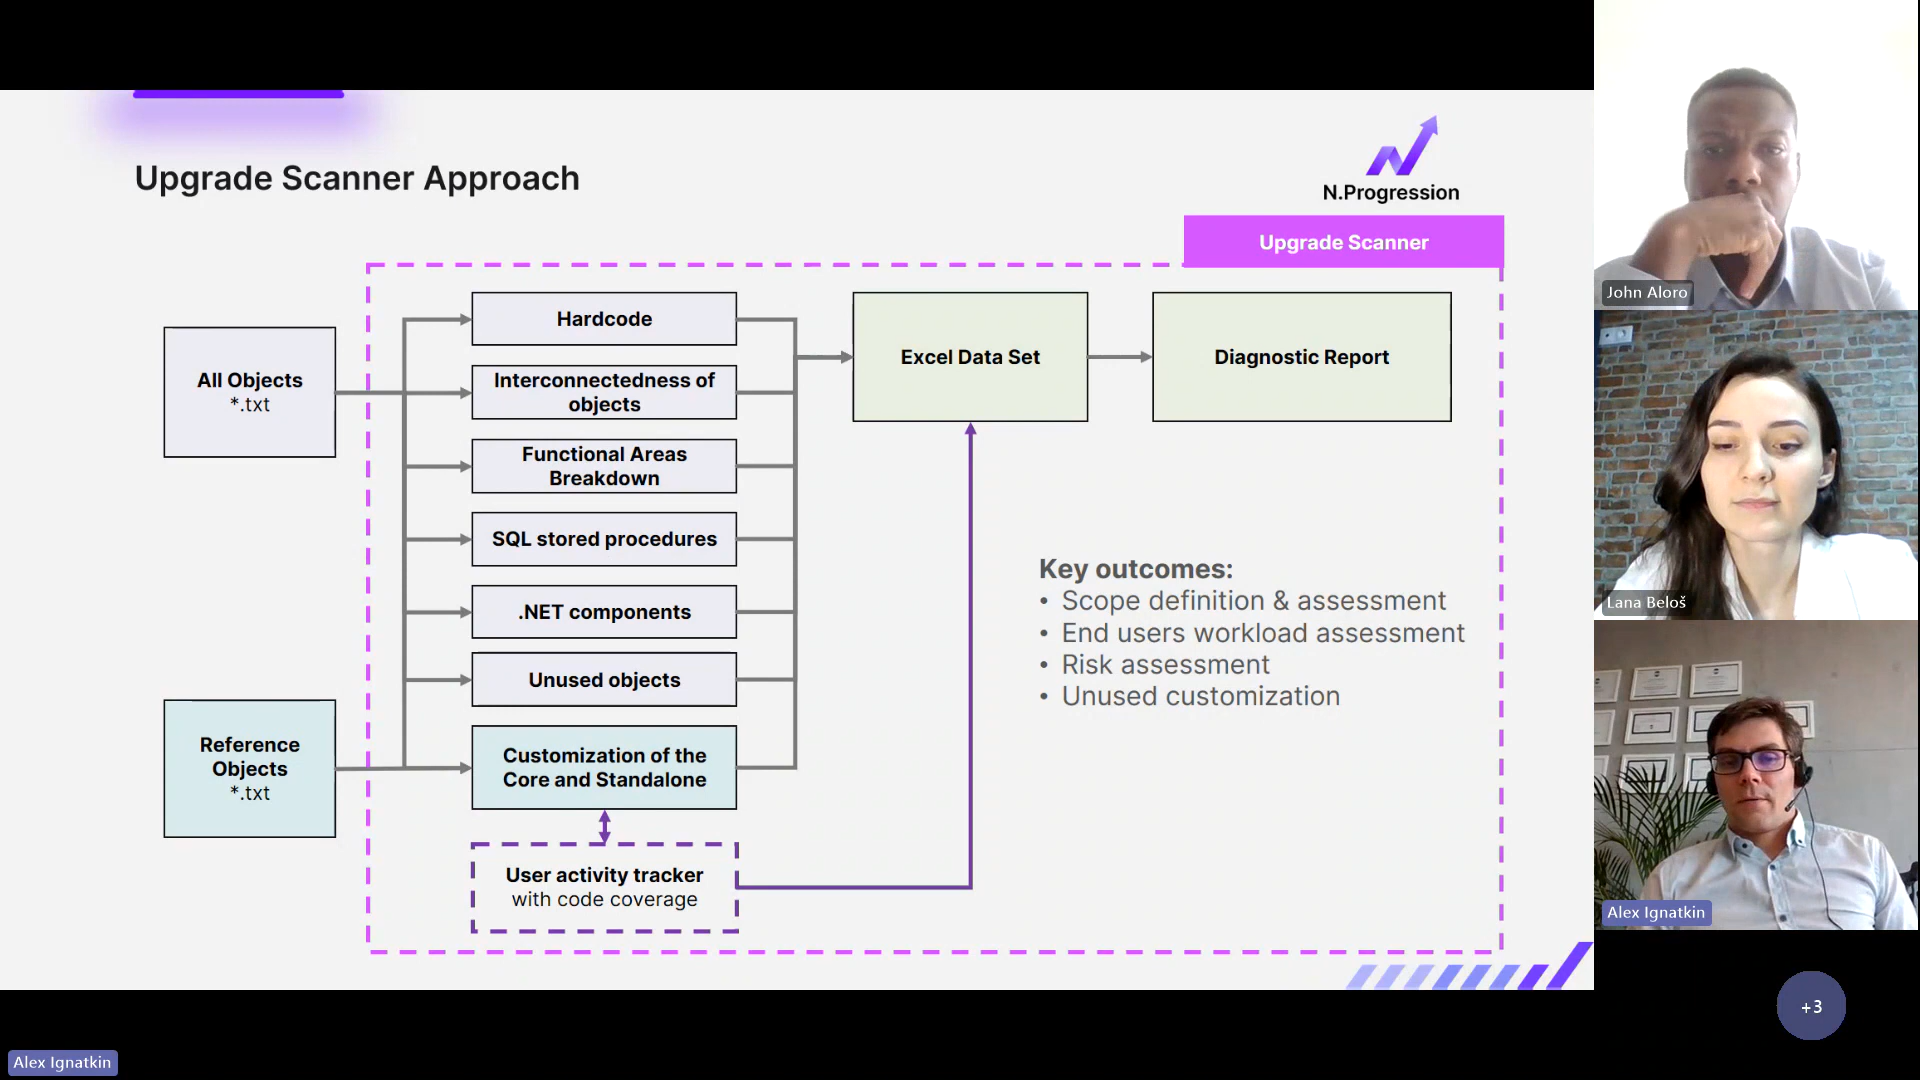 Upgrade Scanner Approach
N.Progression
Upgrade Scanner
All Objects
*.txt
Reference
Objects
*.txt
Hardcode
Interconnectedness of
objects
Functional Areas
Breakdown
SQL stored procedures
.NET components
Unused objects
Customization of the
Core and Standalone
User activity tracker
with code coverage
Excel Data Set
Diagnostic Report
Key outcomes:
• Scope definition & assessment
• End users workload assessment
• Risk assessment
• Unused customization
John Aloro
Lana Beloš
Alex Ignatkin
+3
Alex Ignatkin